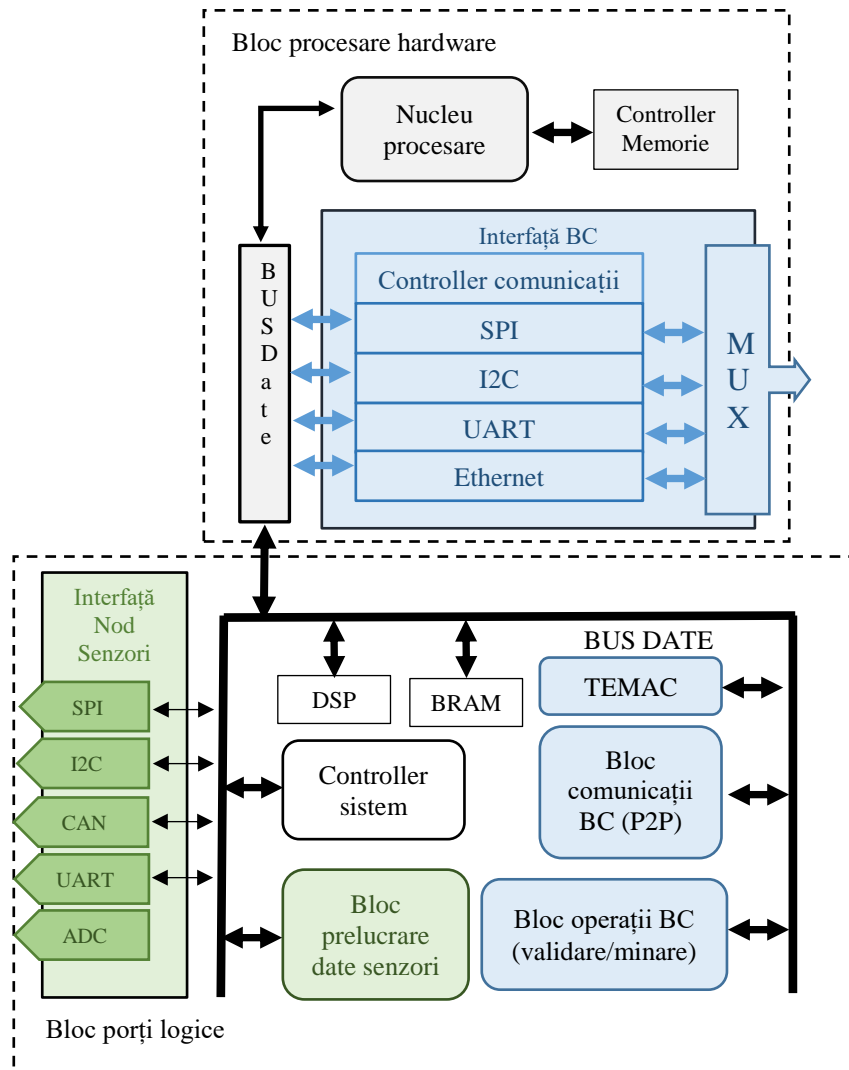 Bloc procesare hardware
Nucleu
procesare
Controller
Memorie
Interfață BC
BUSDate
Controller comunicații
SPI
I2C
UART
Ethernet
MUX
Interfață
Nod
Senzori
SPI
I2C
CAN
UART
ADC
BUS DATE
DSP
BRAM
TEMAC
Controller
sistem
Bloc
comunicații
BC (P2P)
Bloc
prelucrare
date senzori
Bloc operații BC
(validare/minare)
Bloc porți logice